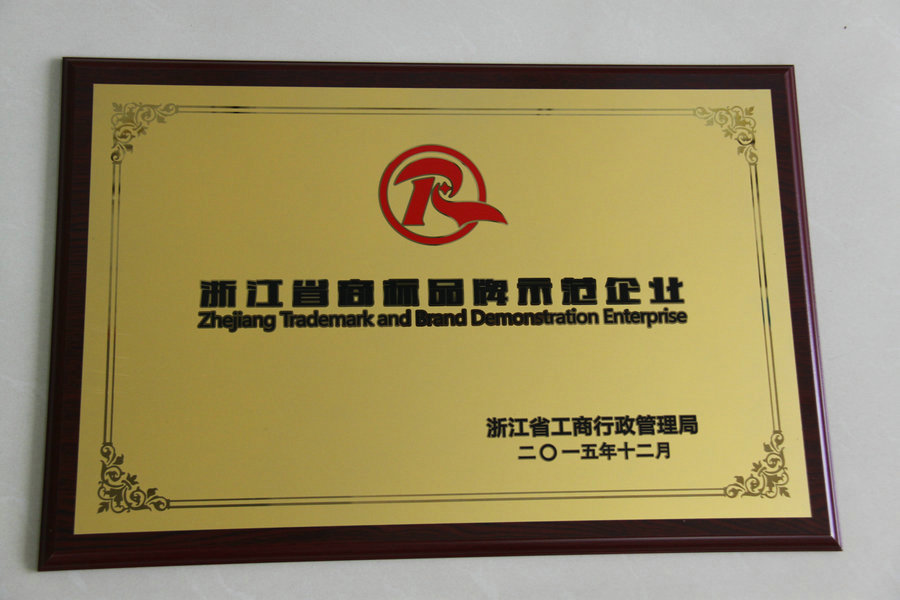 浙江省商标品牌示范企业
Zhejiang Trademark and Brand Demonstration Enterprise
浙江省工商行政管理局
二〇一五年十二月